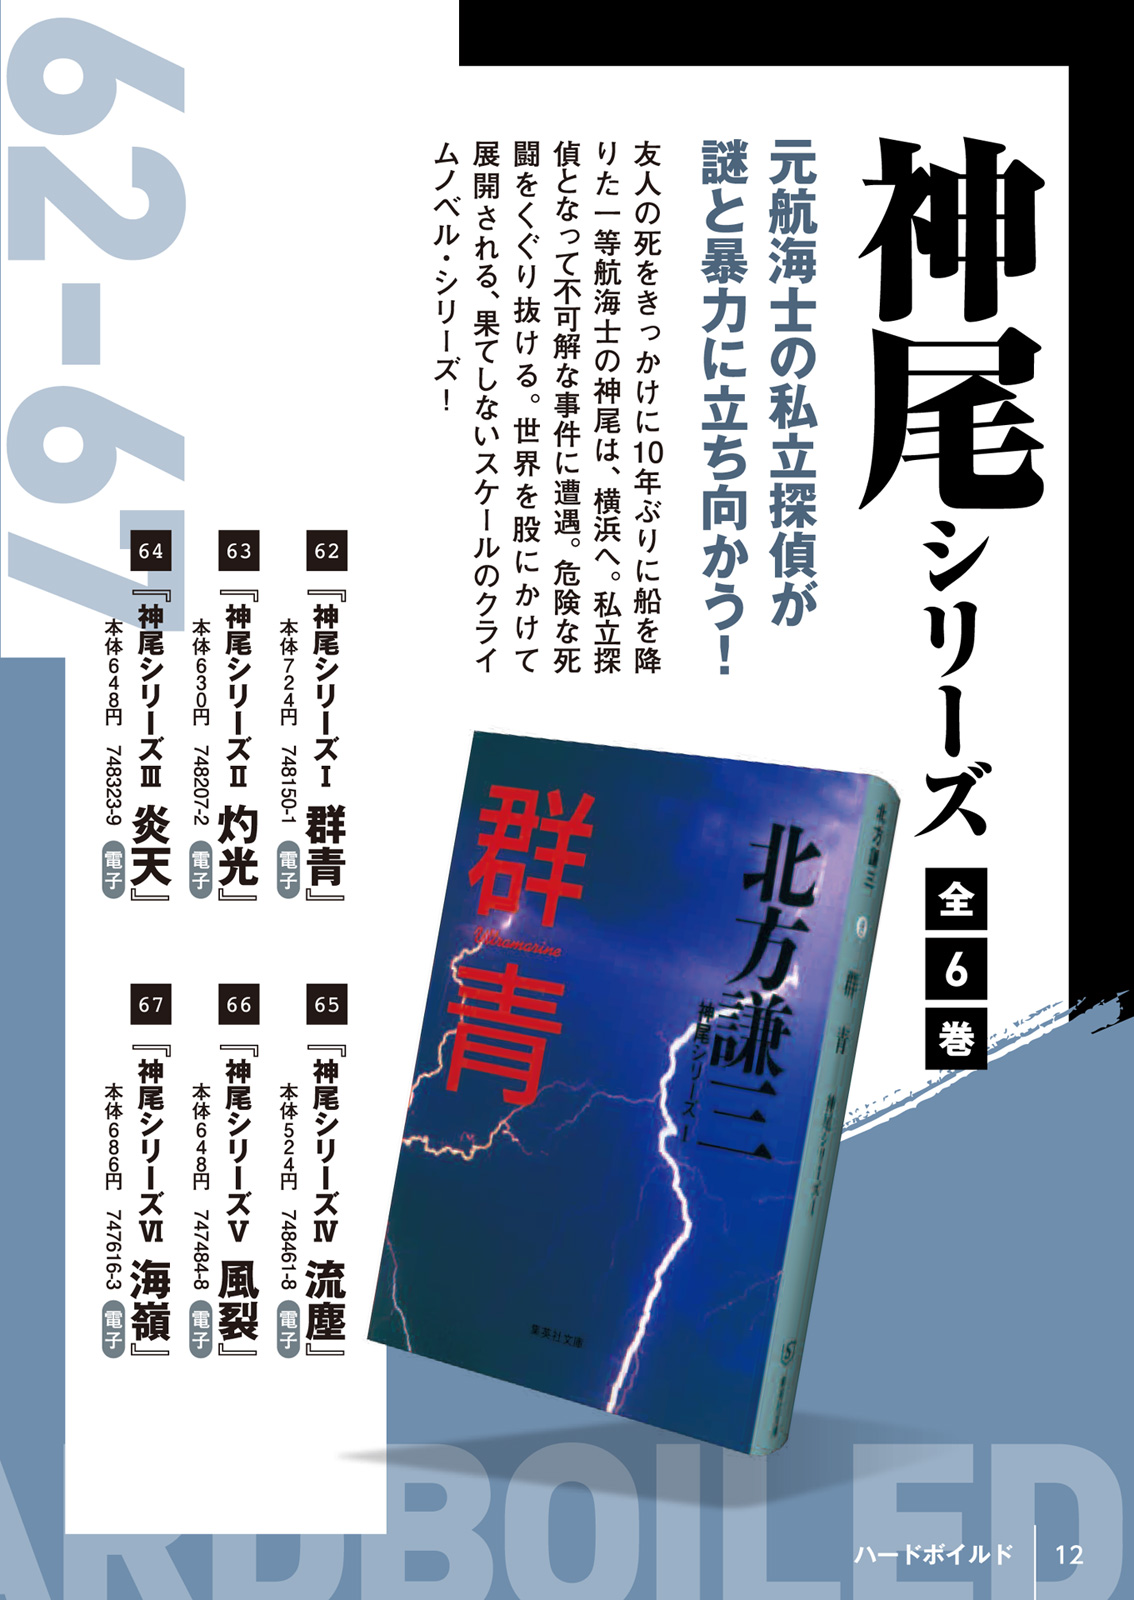 神尾シリーズ 全6巻
元航海士の私立探偵が
謎と暴力に立ち向かう！
友人の死をきっかけに10年ぶりに船を降
りた一等航海士の神尾は、横浜へ。私立探
偵となって不可解な事件に遭遇。危険な死
闘をくぐり抜ける。世界を股にかけて
展開される、果てしないスケールのクライ
ムノベル・シリーズ！
北方謙三 群青 神尾シリーズⅠ
北方謙三
神尾シリーズⅠ
群青
Ultramarine
集英社文庫
62
『神尾シリーズⅠ 群青』
本体724円 748150-1 電子
63
『神尾シリーズⅡ 灼光』
本体630円 748207-2 電子
64
『神尾シリーズⅢ 炎天』
本体648円 748323-9 電子
65
『神尾シリーズⅣ 流塵』
本体524円 748461-8 電子
66
『神尾シリーズⅤ 風裂』
本体648円 747484-8 電子
67
『神尾シリーズⅥ 海嶺』
本体686円 747616-3 電子
62-67
ARDBOILED
ハードボイルド 12